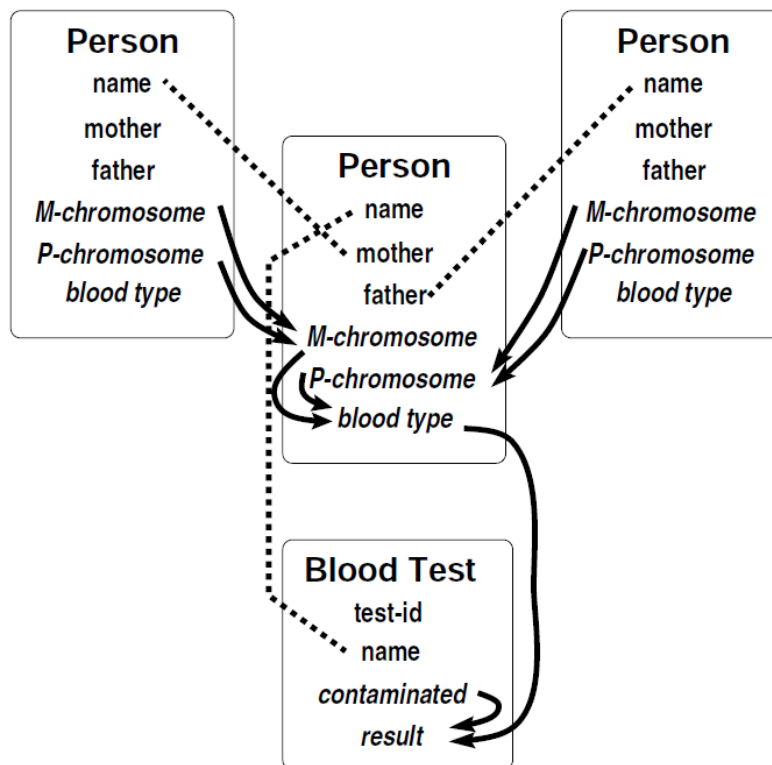 Person
name
mother
father
M-chromosome
P-chromosome
blood type
Person
name
mother
father
M-chromosome
P-chromosome
blood type
Person
name
mother
father
M-chromosome
P-chromosome
blood type
Blood Test
test-id
name
contaminated
result